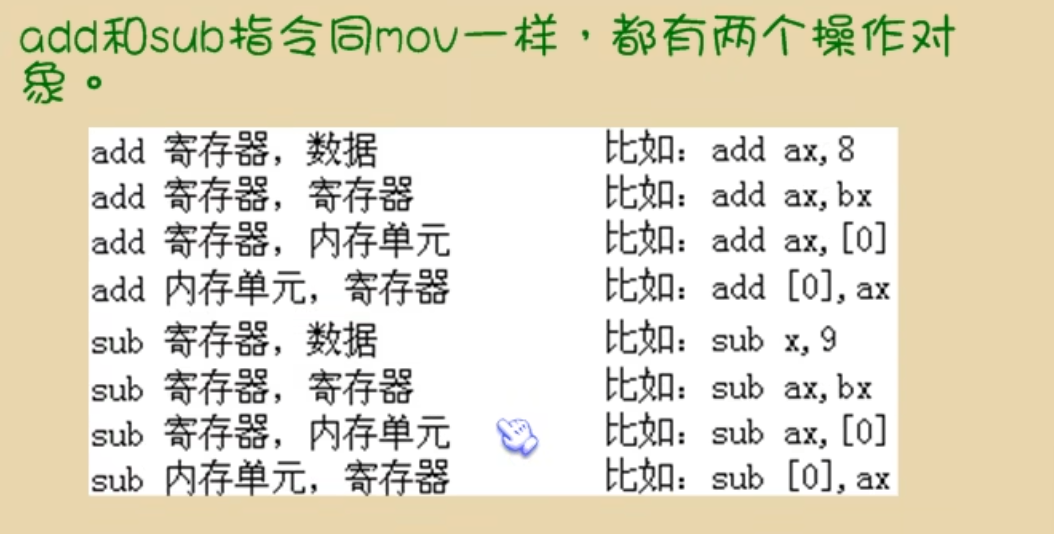 add和sub指令同mov一样，都有两个操作对
象。
add 寄存器，数据 比如：add ax,8
add 寄存器，寄存器 比如：add ax,bx
add 寄存器，内存单元 比如：add ax,[0]
add 内存单元，寄存器 比如：add [0],ax
sub 寄存器，数据 比如：sub x,9
sub 寄存器，寄存器 比如：sub ax,bx
sub 寄存器，内存单元 比如：sub ax,[0]
sub 内存单元，寄存器 比如：sub [0],ax